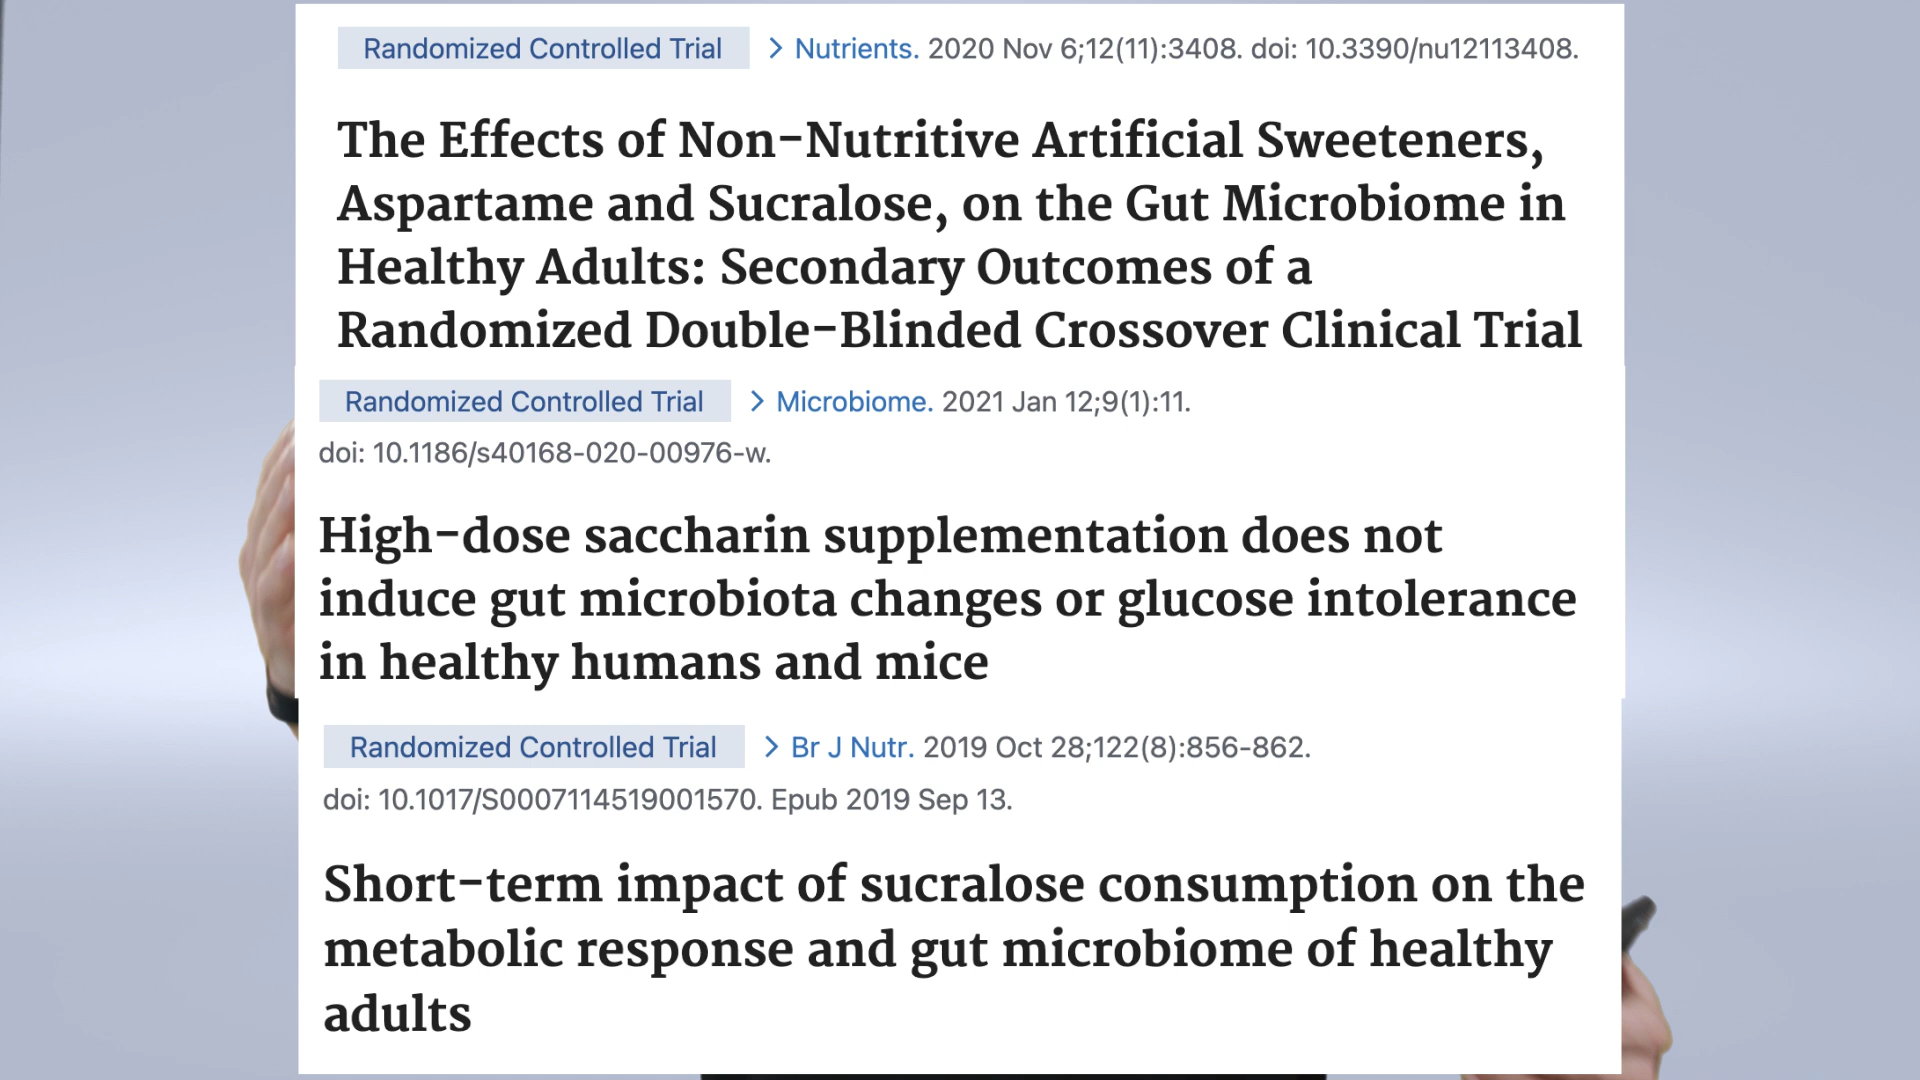 Randomized Controlled Trial > Nutrients. 2020 Nov 6;12(11):3408. doi: 10.3390/nu12113408.
The Effects of Non-Nutritive Artificial Sweeteners,
Aspartame and Sucralose, on the Gut Microbiome in
Healthy Adults: Secondary Outcomes of a
Randomized Double-Blinded Crossover Clinical Trial
Randomized Controlled Trial > Microbiome. 2021 Jan 12;9(1):11.
doi: 10.1186/s40168-020-00976-w.
High-dose saccharin supplementation does not
induce gut microbiota changes or glucose intolerance
in healthy humans and mice
Randomized Controlled Trial > Br J Nutr. 2019 Oct 28;122(8):856-862.
doi: 10.1017/S0007114519001570. Epub 2019 Sep 13.
Short-term impact of sucralose consumption on the
metabolic response and gut microbiome of healthy
adults